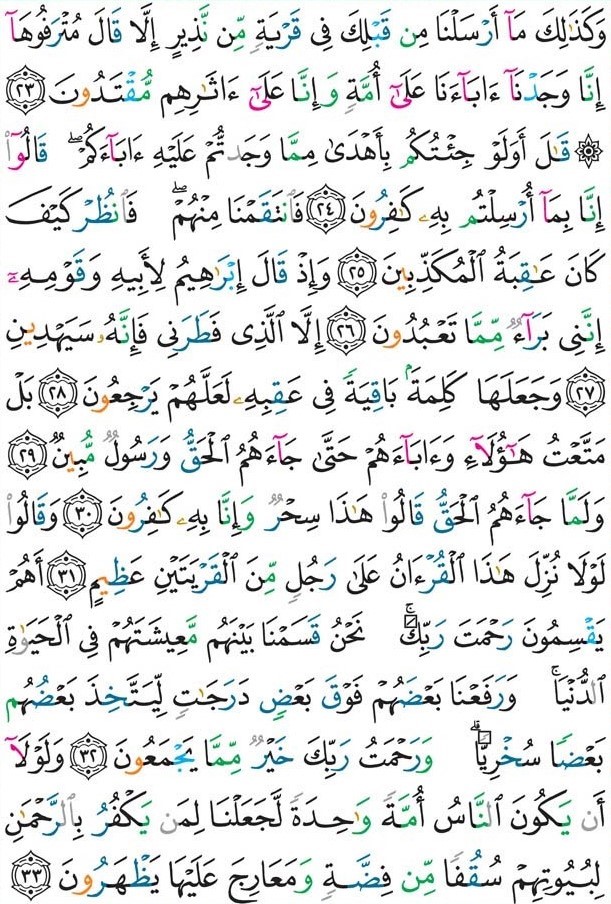 وَكَذَٰلِكَ مَآ أَرْسَلْنَا مِن قَبْلِكَ فِى قَرْيَةٍ مِّن نَّذِيرٍ إِلَّا قَالَ مُتْرَفُوهَآ
إِنَّا وَجَدْنَآ ءَابَآءَنَا عَلَىٰٓ أُمَّةٍ وَإِنَّا عَلَىٰٓ ءَاثَٰرِهِم مُّقْتَدُونَ ٢٣
۞ قَٰلَ أَوَلَوْ جِئْتُكُم بِأَهْدَىٰ مِمَّا وَجَدتُّمْ عَلَيْهِ ءَابَآءَكُمْ ۖ قَالُوٓا۟
إِنَّا بِمَآ أُرْسِلْتُم بِهِۦ كَٰفِرُونَ ٢٤ فَٱنتَقَمْنَا مِنْهُمْ ۖ فَٱنظُرْ كَيْفَ
كَانَ عَٰقِبَةُ ٱلْمُكَذِّبِينَ ٢٥ وَإِذْ قَالَ إِبْرَٰهِيمُ لِأَبِيهِ وَقَوْمِهِۦٓ
إِنَّنِى بَرَآءٌ مِّمَّا تَعْبُدُونَ ٢٦ إِلَّا ٱلَّذِى فَطَرَنِى فَإِنَّهُۥ سَيَهْدِينِ
٢٧ وَجَعَلَهَا كَلِمَةًۢ بَاقِيَةً فِى عَقِبِهِۦ لَعَلَّهُمْ يَرْجِعُونَ ٢٨ بَلْ
مَتَّعْتُ هَٰٓؤُلَآءِ وَءَابَآءَهُمْ حَتَّىٰ جَآءَهُمُ ٱلْحَقُّ وَرَسُولٌ مُّبِينٌ ٢٩
وَلَمَّا جَآءَهُمُ ٱلْحَقُّ قَالُوا۟ هَٰذَا سِحْرٌ وَإِنَّا بِهِۦ كَٰفِرُونَ ٣٠ وَقَالُوا۟
لَوْلَا نُزِّلَ هَٰذَا ٱلْقُرْءَانُ عَلَىٰ رَجُلٍ مِّنَ ٱلْقَرْيَتَيْنِ عَظِيمٍ ٣١ أَهُمْ
يَقْسِمُونَ رَحْمَتَ رَبِّكَ ۚ نَحْنُ قَسَمْنَا بَيْنَهُم مَّعِيشَتَهُمْ فِى ٱلْحَيَوٰةِ
ٱلدُّنْيَا ۚ وَرَفَعْنَا بَعْضَهُمْ فَوْقَ بَعْضٍ دَرَجَٰتٍ لِّيَتَّخِذَ بَعْضُهُم
بَعْضًا سُخْرِيًّا ۗ وَرَحْمَتُ رَبِّكَ خَيْرٌ مِّمَّا يَجْمَعُونَ ٣٢ وَلَوْلَآ
أَن يَكُونَ ٱلنَّاسُ أُمَّةً وَٰحِدَةً لَّجَعَلْنَا لِمَن يَكْفُرُ بِٱلرَّحْمَٰنِ
لِبُيُوتِهِمْ سُقُفًا مِّن فِضَّةٍ وَمَعَارِجَ عَلَيْهَا يَظْهَرُونَ ٣٣